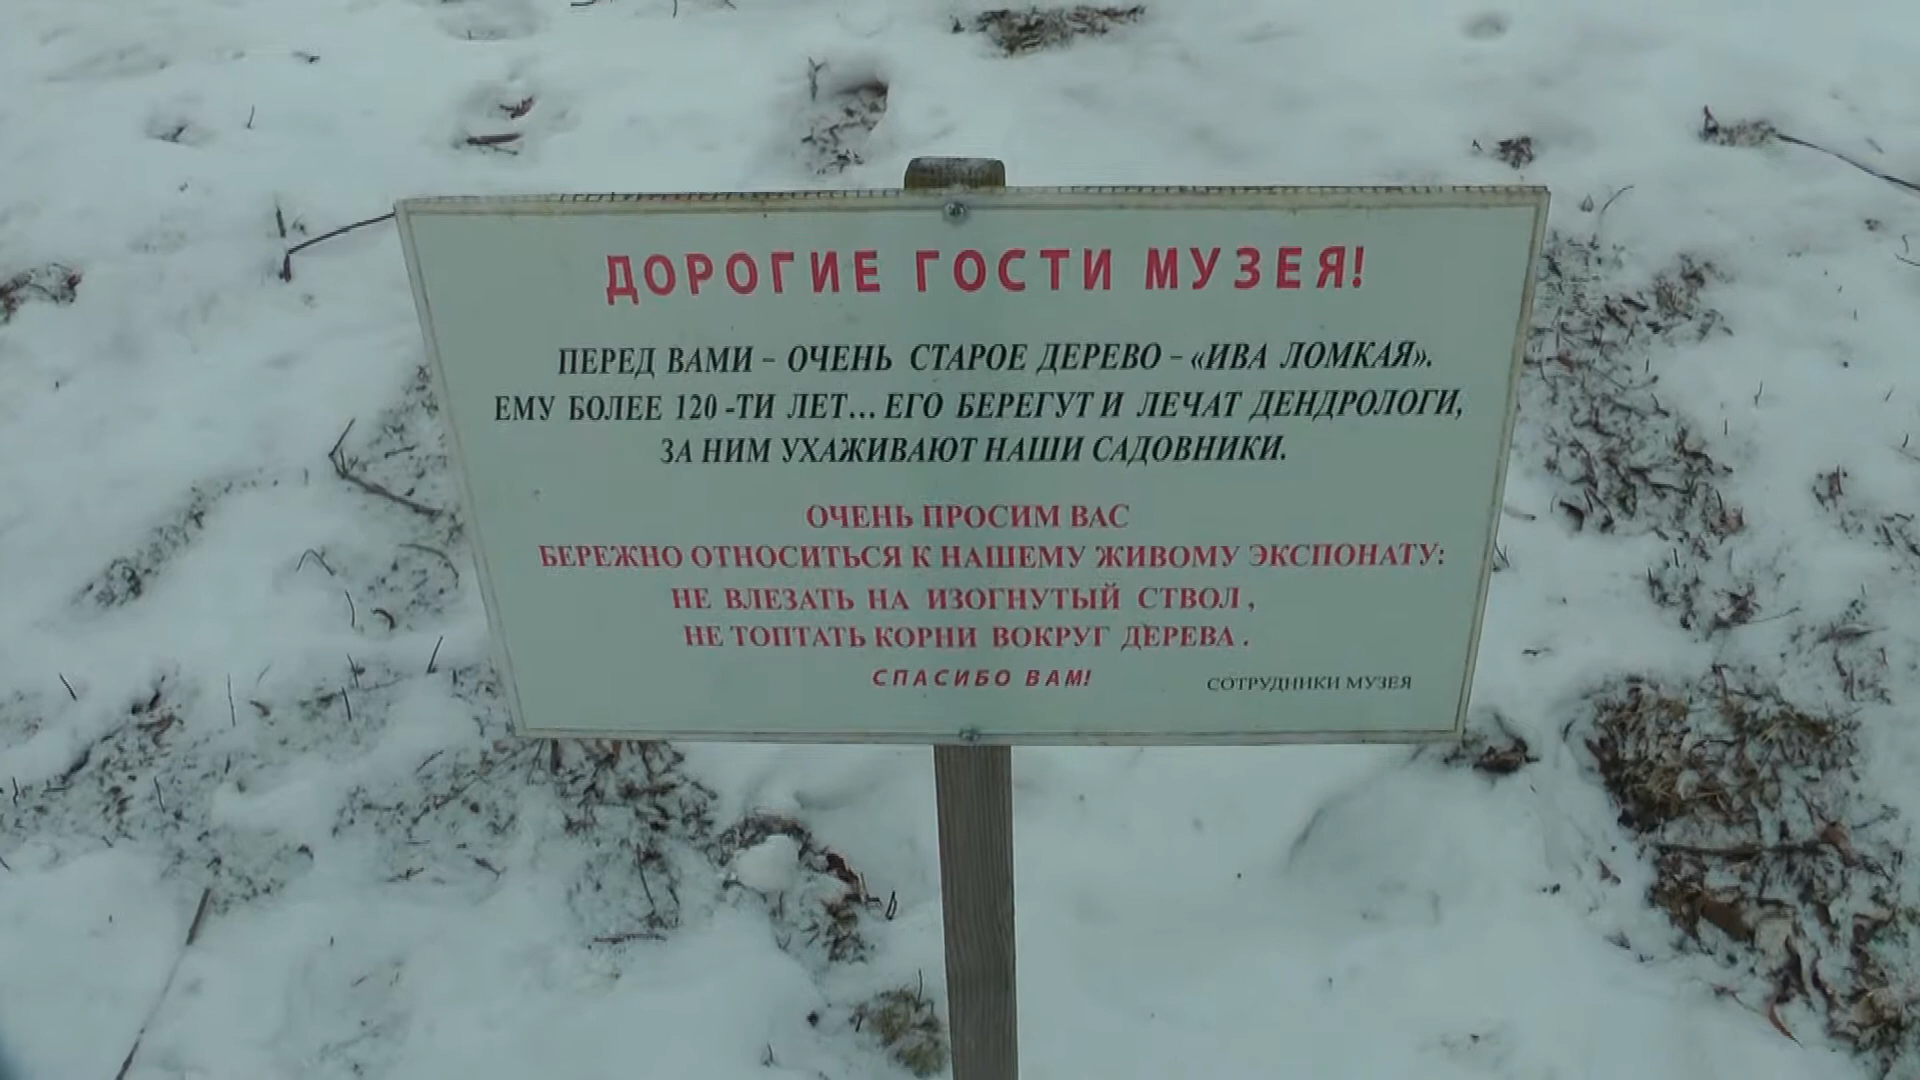 ДОРОГИЕ ГОСТИ МУЗЕЯ!
ПЕРЕД ВАМИ – ОЧЕНЬ СТАРОЕ ДЕРЕВО – «ИВА ЛОМКАЯ».
ЕМУ БОЛЕЕ 120 -ТИ ЛЕТ... ЕГО БЕРЕГУТ И ЛЕЧАТ ДЕНДРОЛОГИ,
ЗА НИМ УХАЖИВАЮТ НАШИ САДОВНИКИ.
ОЧЕНЬ ПРОСИМ ВАС
БЕРЕЖНО ОТНОСИТЬСЯ К НАШЕМУ ЖИВОМУ ЭКСПОНАТУ:
НЕ ВЛЕЗАТЬ НА ИЗОГНУТЫЙ СТВОЛ ,
НЕ ТОПТАТЬ КОРНИ ВОКРУГ ДЕРЕВА .
СПАСИБО ВАМ!
СОТРУДНИКИ МУЗЕЯ